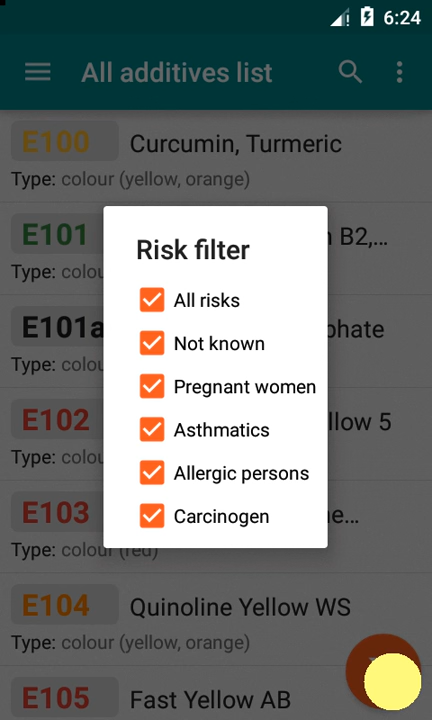 6:24
All additives list
E100 Curcumin, Turmeric
Type: colour (yellow, orange)
E101 B2,...
Type:
Risk filter
All risks
E101a
Not known
Type:
Pregnant women
E102 5
Asthmatics
Type:
Allergic persons
E103
Carcinogen
Type: colour (red)
E104 Quinoline Yellow WS
Type: colour (yellow, orange)
E105 Fast Yellow AB